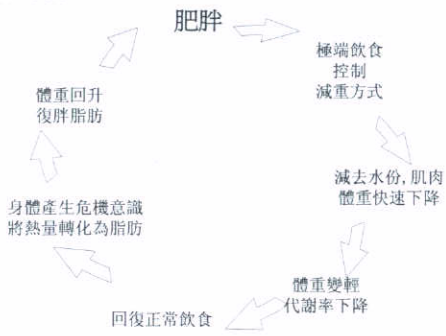 肥胖
極端飲食
控制
減重方式
減去水份,肌肉
體重快速下降
體重變輕
代謝率下降
回復正常飲食
身體產生危機意識
將熱量轉化為脂肪
體重回升
復胖脂肪